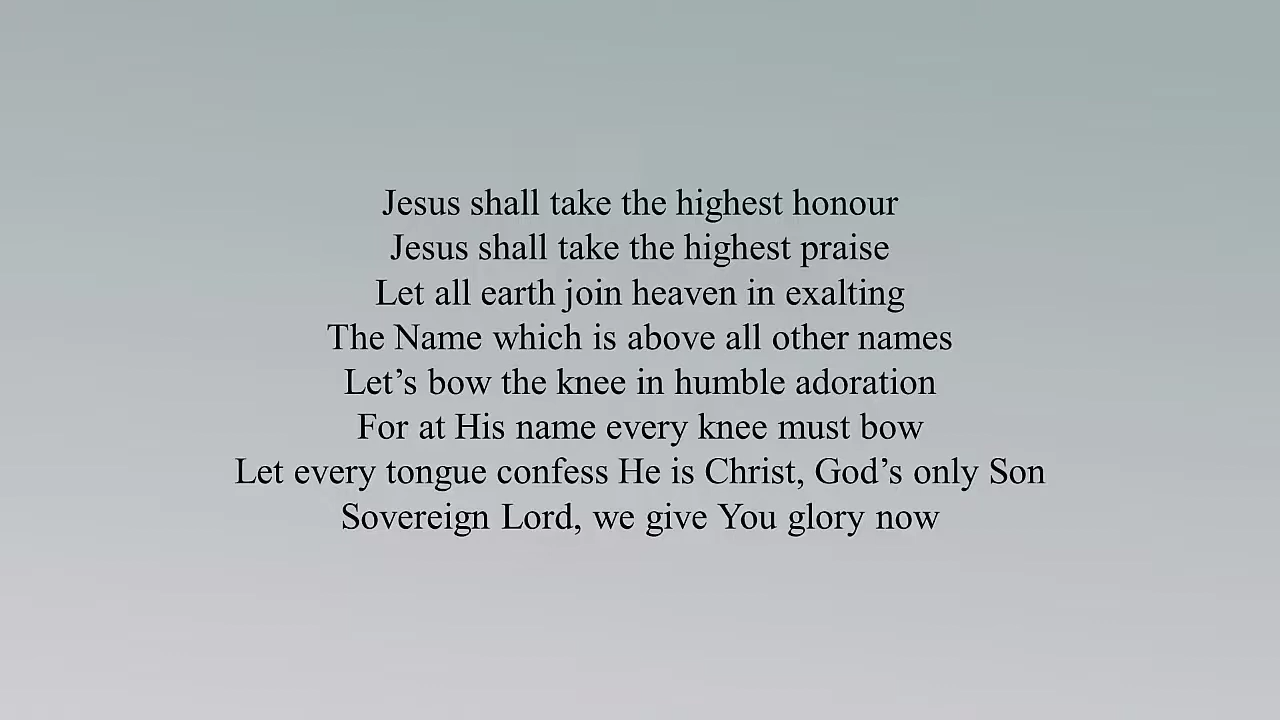 Jesus shall take the highest honour
Jesus shall take the highest praise
Let all earth join heaven in exalting
The Name which is above all other names
Let’s bow the knee in humble adoration
For at His name every knee must bow
Let every tongue confess He is Christ, God’s only Son
Sovereign Lord, we give You glory now